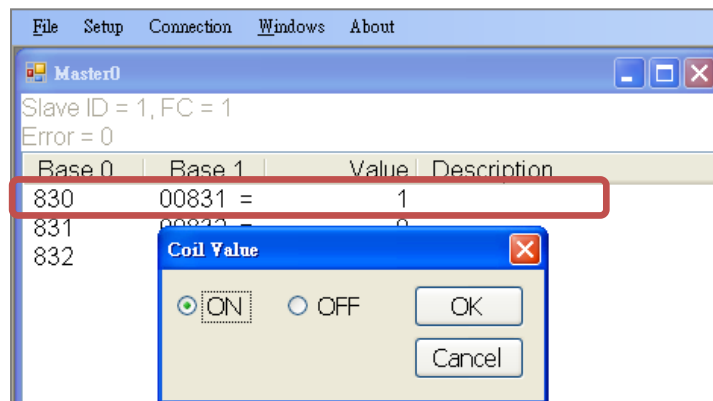 File Setup Connection Windows About
Master0
Slave ID = 1, FC = 1
Error = 0
Base 0 Base 1 Value Description
830 00831 = 1
831 00832 =
832
Coil Value
ON OFF OK
Cancel